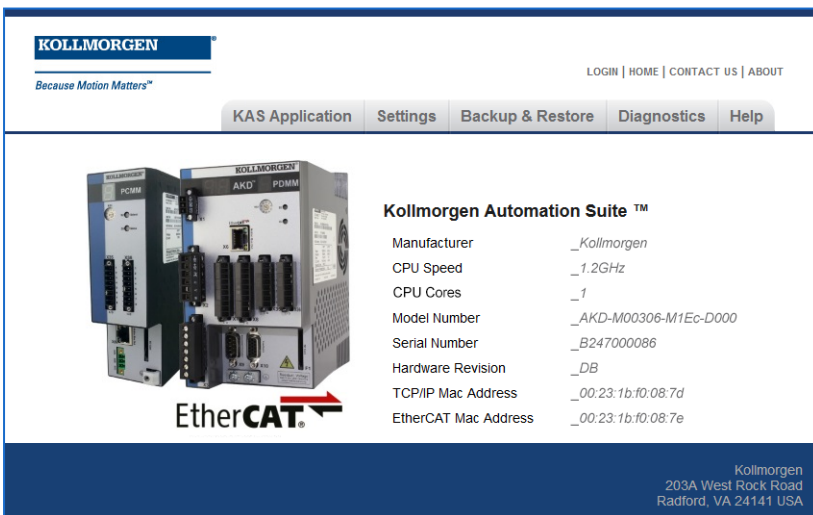 KOLLMORGEN®
Because Motion Matters™
LOGIN | HOME | CONTACT US | ABOUT
KAS Application Settings Backup & Restore Diagnostics Help
KOLLMORGEN
PCMM
KOLLMORGEN
AKD™ PDMM
EtherCAT®
Kollmorgen Automation Suite ™
Manufacturer _Kollmorgen
CPU Speed _1.2GHz
CPU Cores _1
Model Number _AKD-M00306-M1Ec-D000
Serial Number _B247000086
Hardware Revision _DB
TCP/IP Mac Address _00:23:1b:f0:08:7d
EtherCAT Mac Address _00:23:1b:f0:08:7e
Kollmorgen
203A West Rock Road
Radford, VA 24141 USA